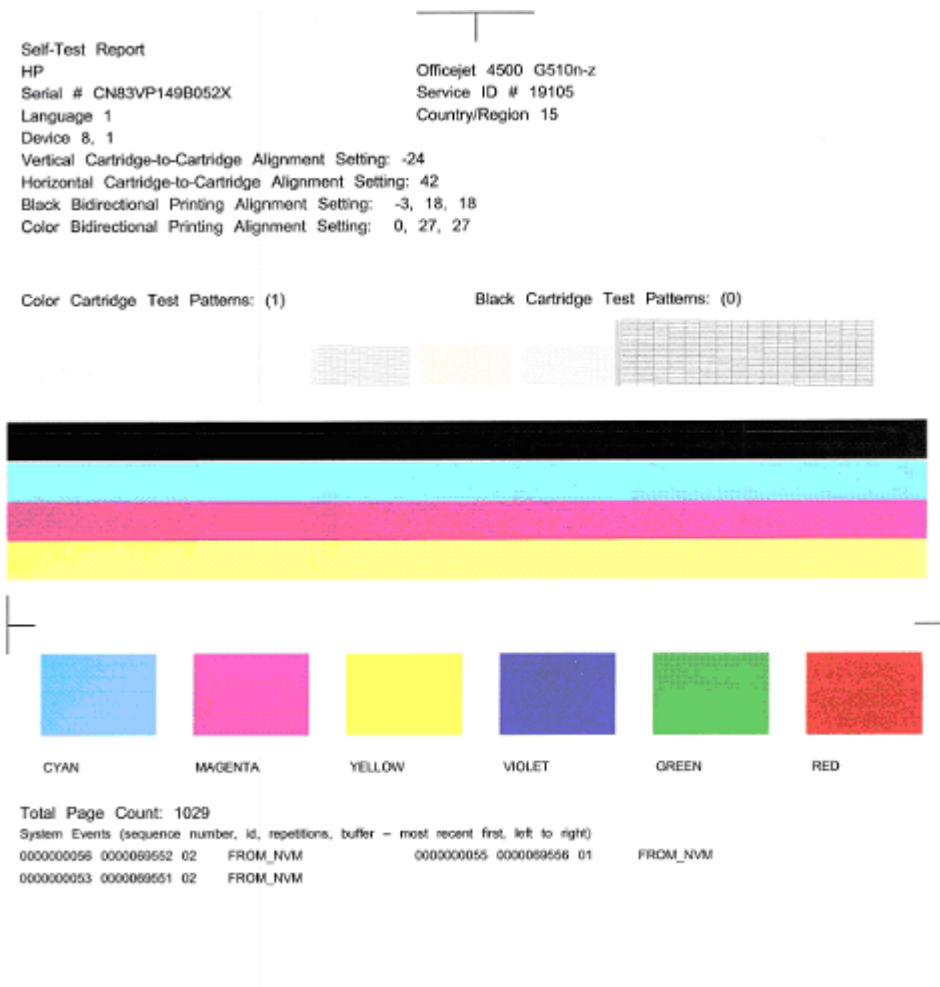 Self-Test Report
HP
Officejet 4500 G510n-z
Serial # CN83VP149B052X
Service ID # 19105
Language 1
Country/Region 15
Device 8, 1
Vertical Cartridge-to-Cartridge Alignment Setting: -24
Horizontal Cartridge-to-Cartridge Alignment Setting: 42
Black Bidirectional Printing Alignment Setting: -3, 18, 18
Color Bidirectional Printing Alignment Setting: 0, 27, 27
Color Cartridge Test Patterns: (1)
Black Cartridge Test Patterns: (0)
CYAN MAGENTA YELLOW VIOLET GREEN RED
Total Page Count: 1029
System Events (sequence number, id, repetitions, buffer – most recent first, left to right)
0000000056 0000069552 02 FROM_NVM 0000000055 0000069556 01 FROM_NVM
0000000053 0000069551 02 FROM_NVM